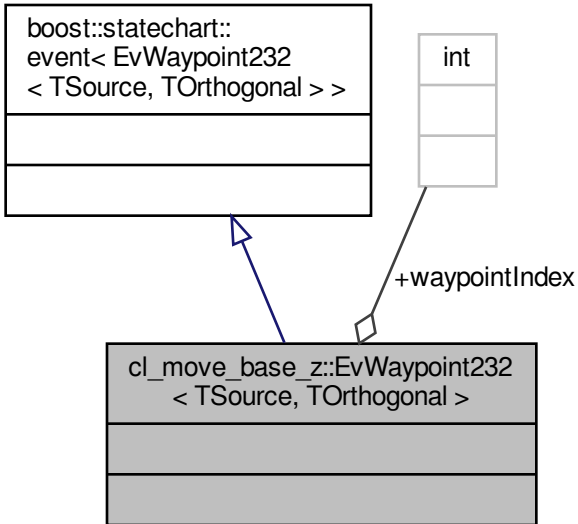 boost::statechart::
event< EvWaypoint232
< TSource, TOrthogonal > >
int
+waypointIndex
cl_move_base_z::EvWaypoint232
< TSource, TOrthogonal >